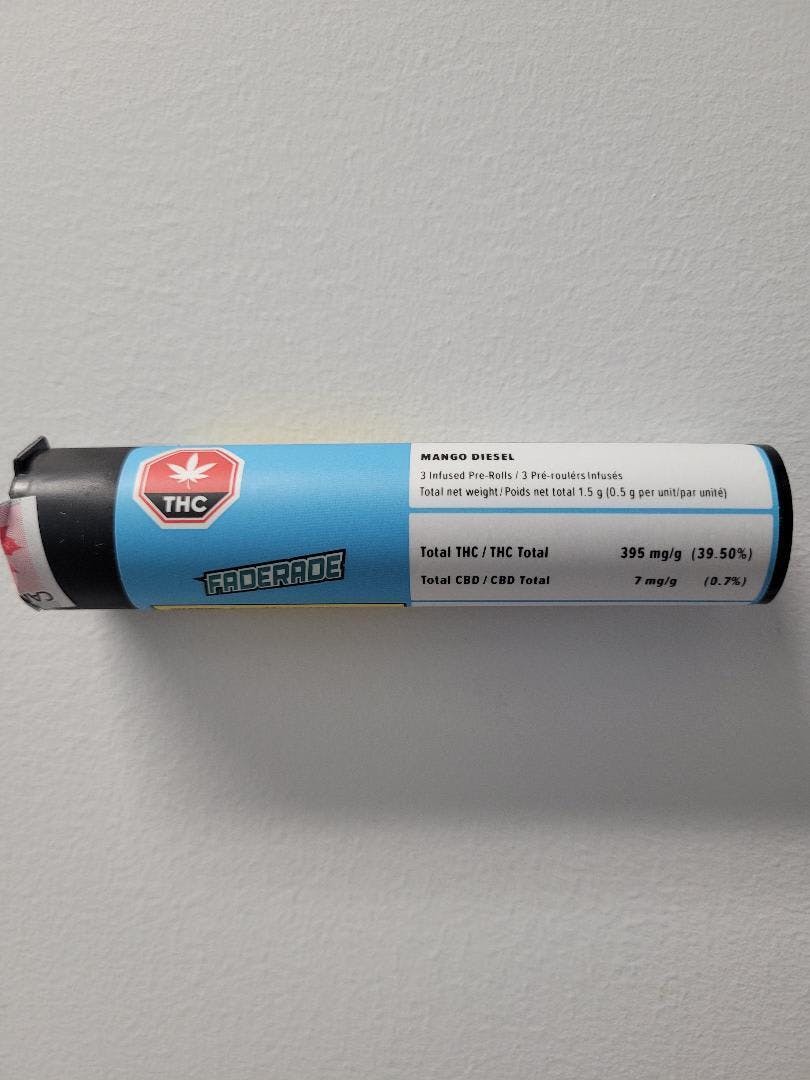 THC
FADERADE
MANGO DIESEL
3 Infused Pre-Rolls / 3 Pré-roulérs Infusés
Total net weight/Poids net total 1.5 g (0.5 g per unit/par unité)
Total THC / THC Total 395 mg/g (39.50%)
Total CBD / CBD Total 7 mg/g (0.7%)